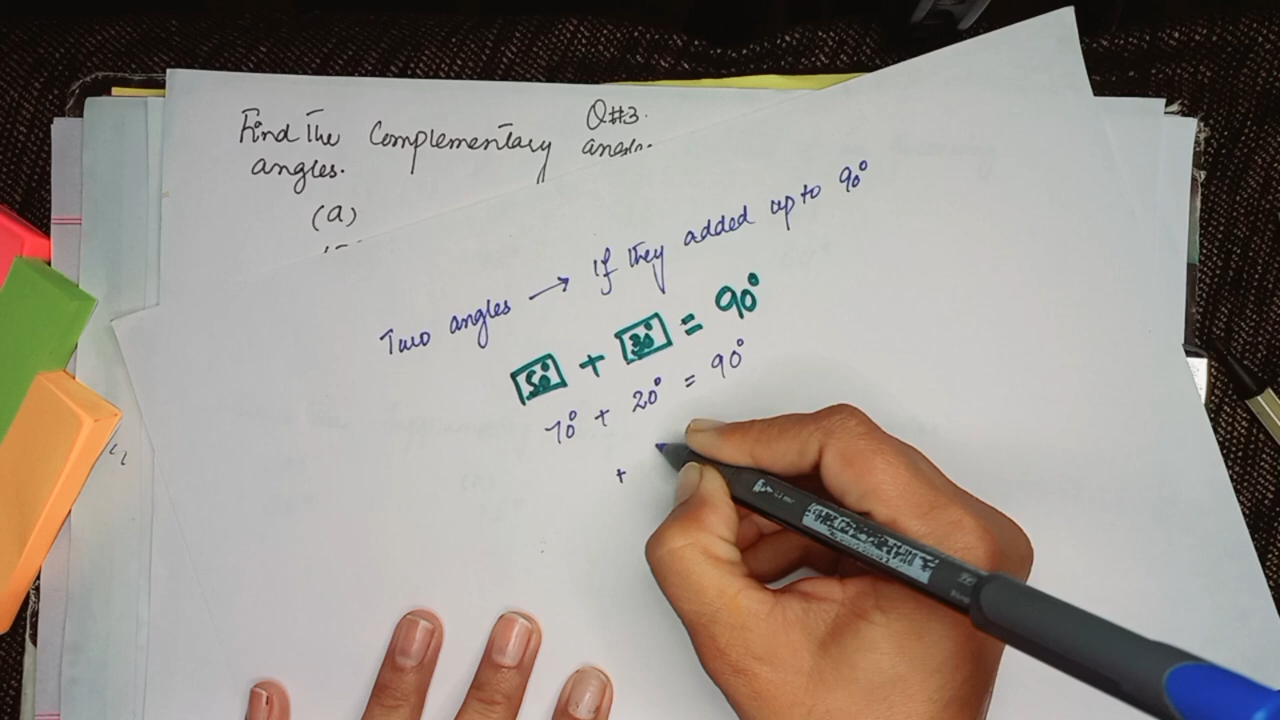 Q#3.
Find The Complementary
angles.
(a)
Two angles → If they added up to 90°
50° + 30° = 90°
70° + 20° = 90°
+